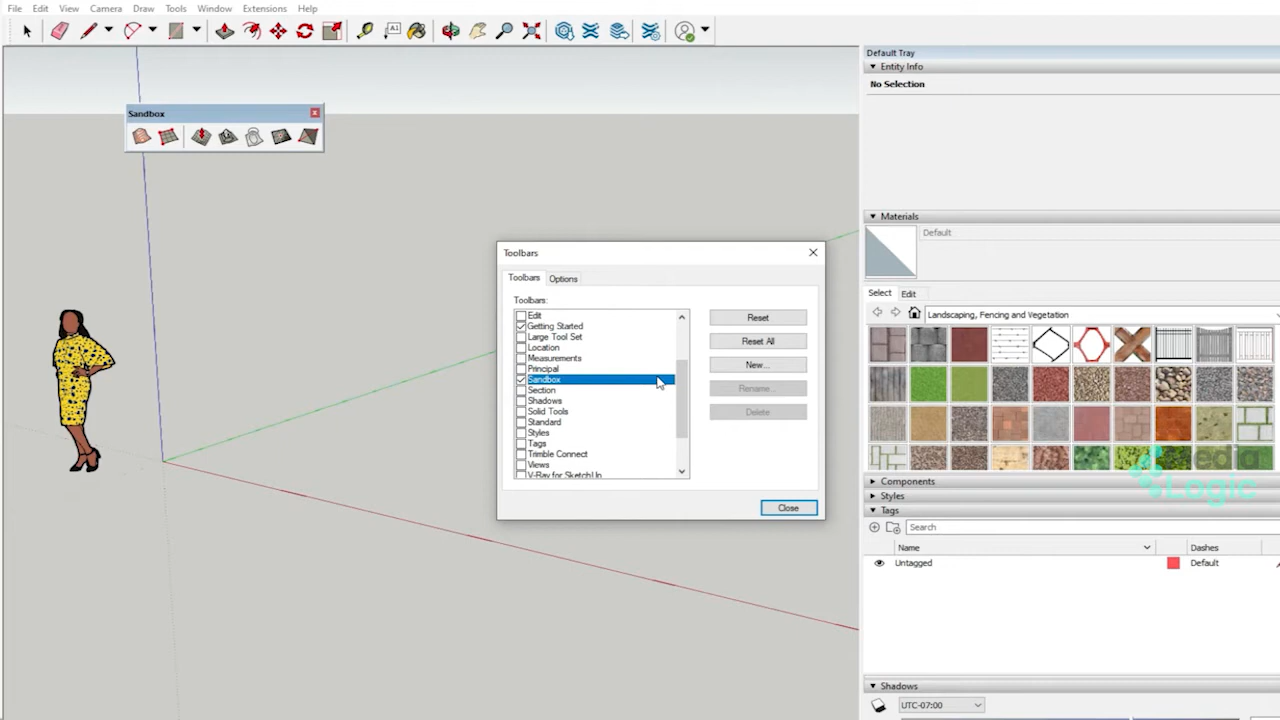 File Edit View Camera Draw Tools Window Extensions Help
Default Tray
Entity Info
No Selection
Sandbox
Materials
Default
Toolbars
Toolbars Options
Select Edit
Toolbars:
Landscaping, Fencing and Vegetation
Edit
Getting Started
Large Tool Set
Location
Measurements
Principal
Sandbox
Section
Shadows
Solid Tools
Standard
Styles
Tags
Trimble Connect
Views
V-Ray for SketchUp
Reset
Reset All
New...
Rename...
Delete
Close
Media
Logic
Components
Styles
Tags
Search
Name Dashes
Untagged Default
Shadows
UTC-07:00